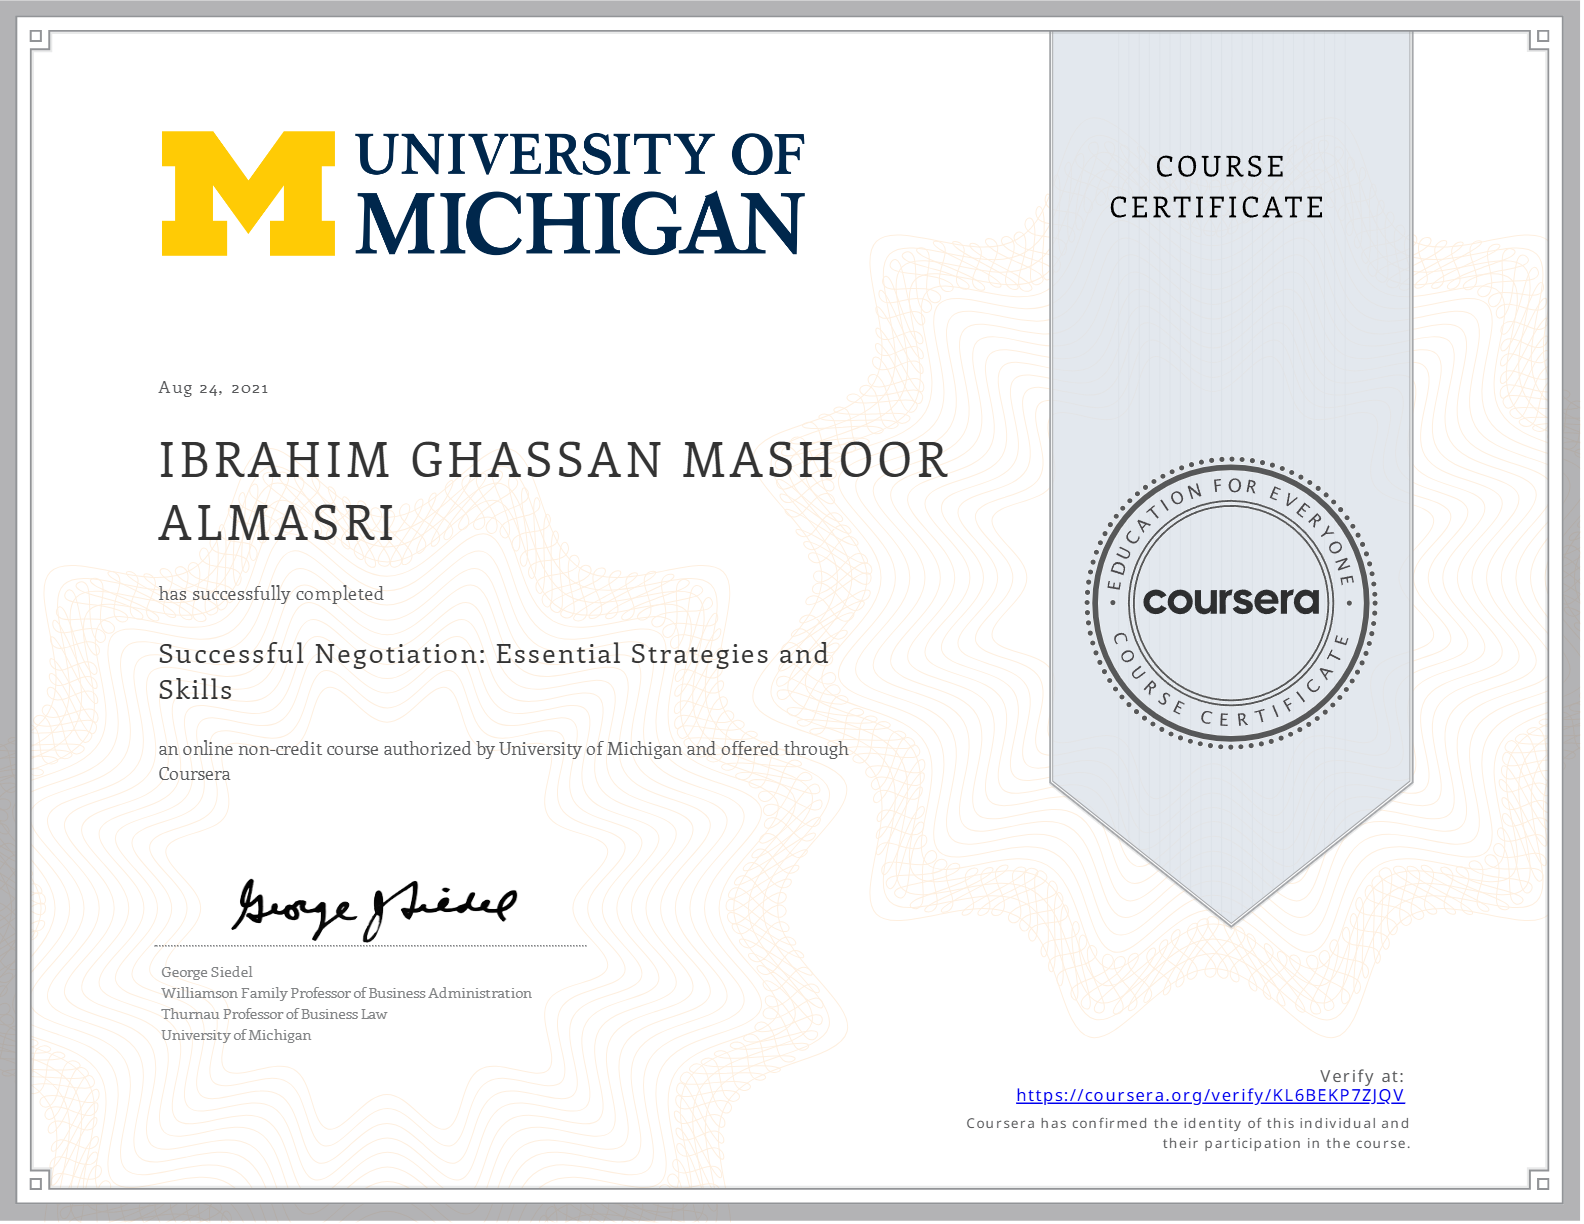 UNIVERSITY OF
MICHIGAN
COURSE
CERTIFICATE
Aug 24, 2021
IBRAHIM GHASSAN MASHOOR
ALMASRI
has successfully completed
Successful Negotiation: Essential Strategies and
Skills
an online non-credit course authorized by University of Michigan and offered through
Coursera
EDUCATION FOR EVERYONE
coursera
COURSE CERTIFICATE
George J Siedel
George Siedel
Williamson Family Professor of Business Administration
Thurnau Professor of Business Law
University of Michigan
Verify at:
https://coursera.org/verify/KL6BEKP7ZJQV
Coursera has confirmed the identity of this individual and
their participation in the course.